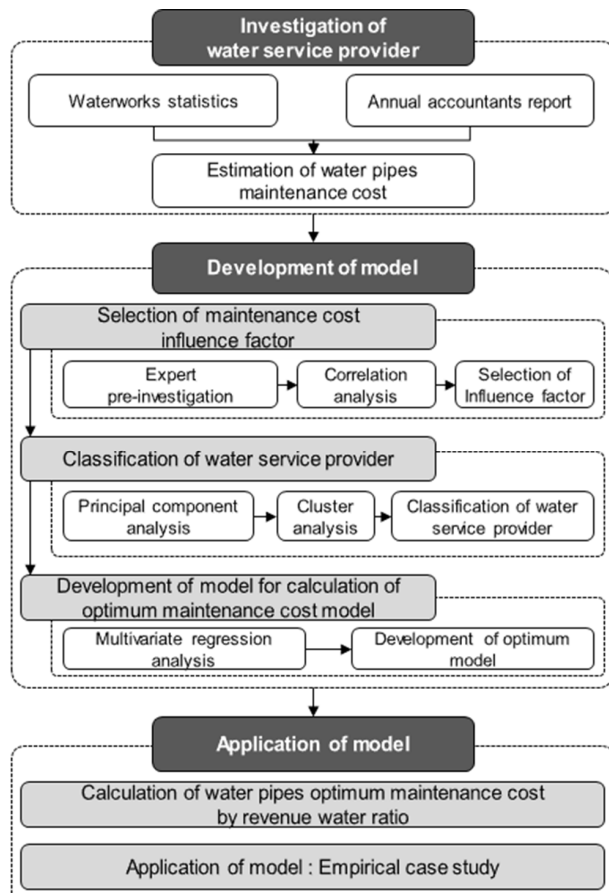 Investigation of
water service provider
Waterworks statistics
Annual accountants report
Estimation of water pipes
maintenance cost
Development of model
Selection of maintenance cost
influence factor
Expert
pre-investigation
Correlation
analysis
Selection of
Influence factor
Classification of water service provider
Principal component
analysis
Cluster
analysis
Classification of water
service provider
Development of model for calculation of
optimum maintenance cost model
Multivariate regression
analysis
Development of optimum
model
Application of model
Calculation of water pipes optimum maintenance cost
by revenue water ratio
Application of model : Empirical case study